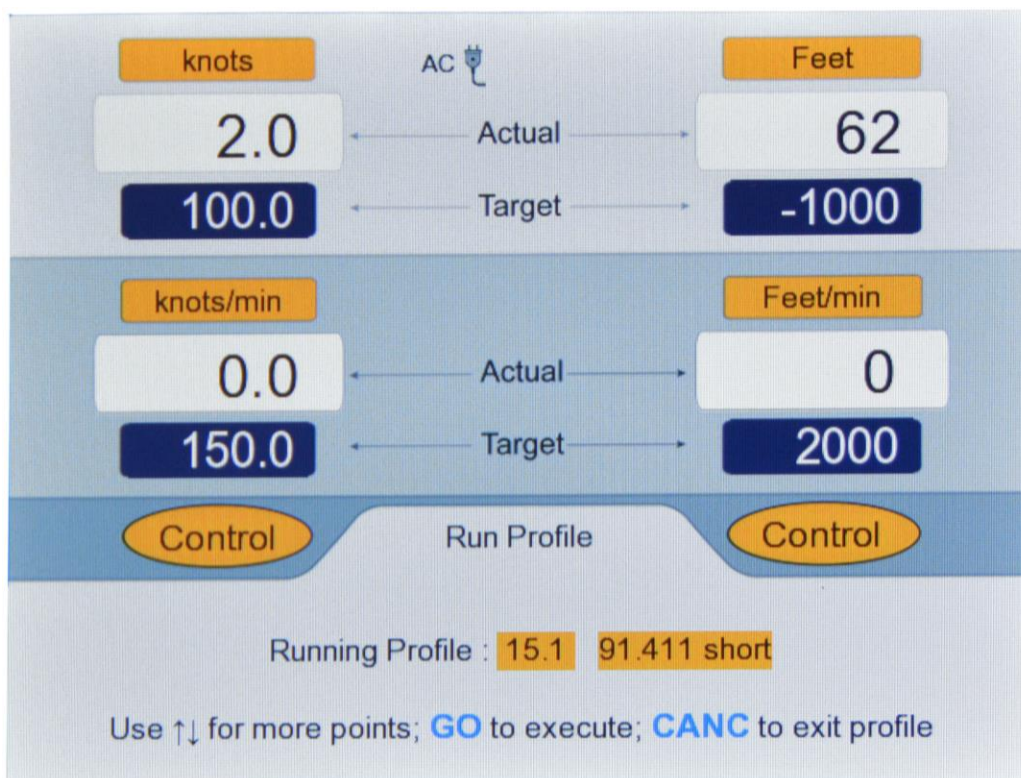 knots AC Feet
2.0 Actual 62
100.0 Target -1000
knots/min Feet/min
0.0 Actual 0
150.0 Target 2000
Control Run Profile Control
Running Profile : 15.1 91.411 short
Use ↑↓ for more points; GO to execute; CANC to exit profile